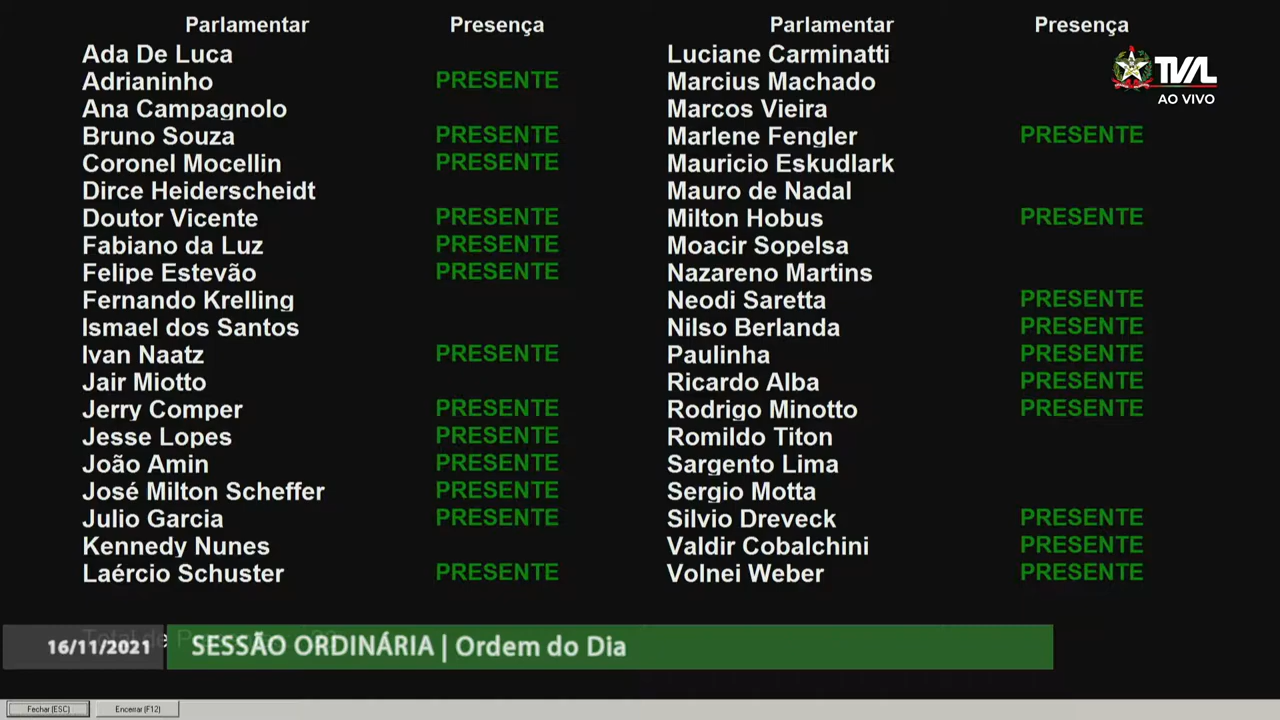 Parlamentar Presença Parlamentar Presença
Ada De Luca Luciane Carminatti
Adrianinho PRESENTE Marcius Machado
Ana Campagnolo Marcos Vieira
Bruno Souza PRESENTE Marlene Fengler PRESENTE
Coronel Mocellin PRESENTE Mauricio Eskudlark
Dirce Heiderscheidt Mauro de Nadal
Doutor Vicente PRESENTE Milton Hobus PRESENTE
Fabiano da Luz PRESENTE Moacir Sopelsa
Felipe Estevão PRESENTE Nazareno Martins
Fernando Krelling Neodi Saretta PRESENTE
Ismael dos Santos Nilso Berlanda PRESENTE
Ivan Naatz PRESENTE Paulinha PRESENTE
Jair Miotto Ricardo Alba PRESENTE
Jerry Comper PRESENTE Rodrigo Minotto PRESENTE
Jesse Lopes PRESENTE Romildo Titon
João Amin PRESENTE Sargento Lima
José Milton Scheffer PRESENTE Sergio Motta
Julio Garcia PRESENTE Silvio Dreveck PRESENTE
Kennedy Nunes Valdir Cobalchini PRESENTE
Laércio Schuster PRESENTE Volnei Weber PRESENTE
TVAL
AO VIVO
16/11/2021 SESSÃO ORDINÁRIA | Ordem do Dia
Fechar (ESC) Encerrar (F12)